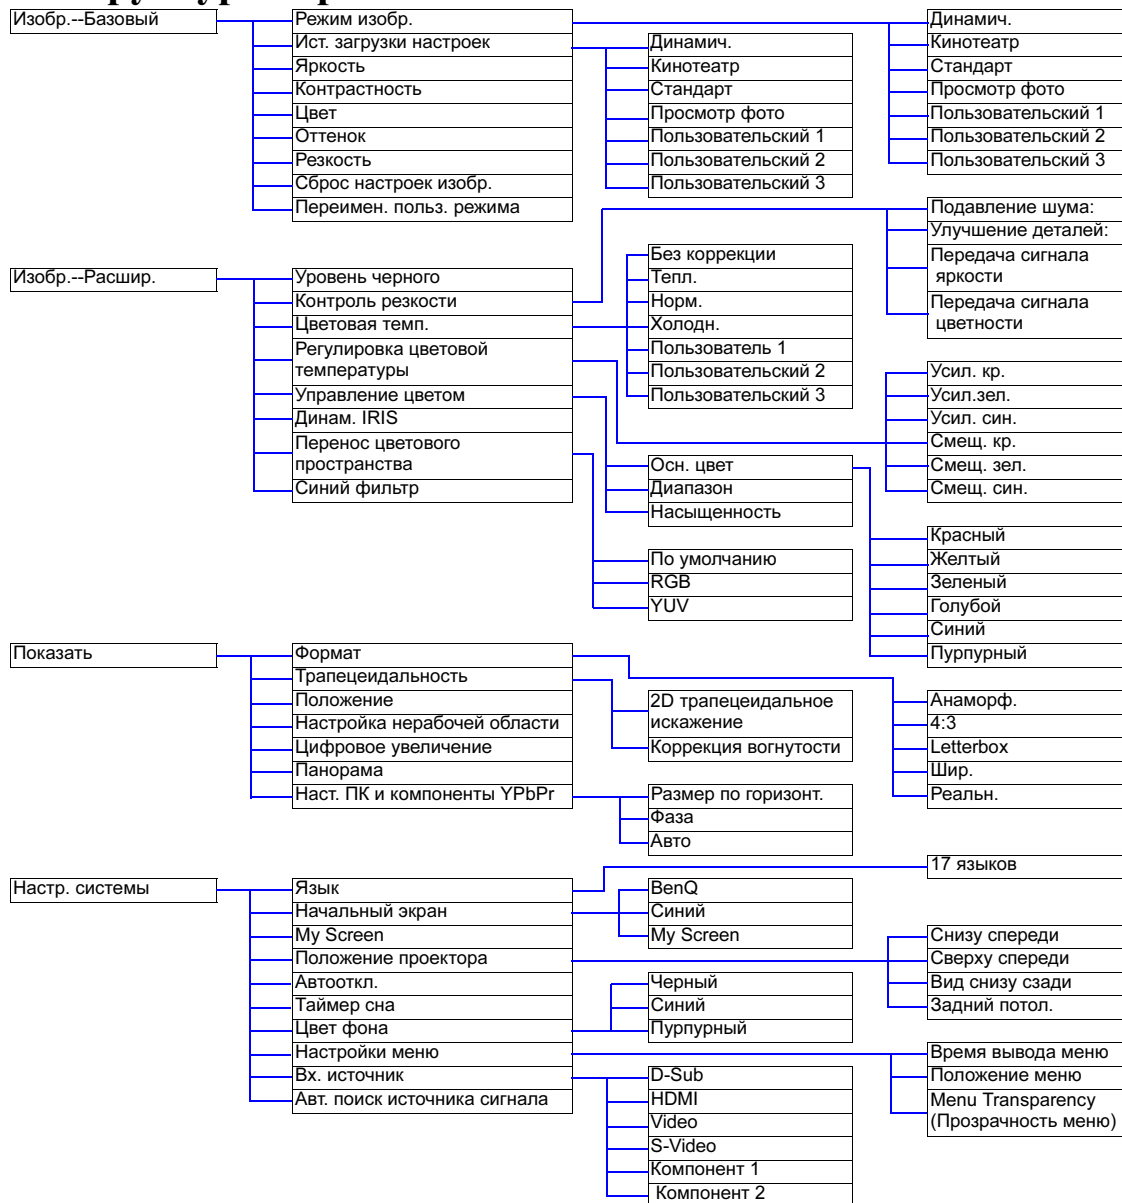 Изобр.--Базовый
Режим изобр.
Ист. загрузки настроек
Яркость
Контрастность
Цвет
Оттенок
Резкость
Сброс настроек изобр.
Переимен. польз. режима
Динамич.
Кинотеатр
Стандарт
Просмотр фото
Пользовательский 1
Пользовательский 2
Пользовательский 3
Динамич.
Кинотеатр
Стандарт
Просмотр фото
Пользовательский 1
Пользовательский 2
Пользовательский 3
Изобр.--Расшир.
Уровень черного
Контроль резкости
Цветовая темп.
Регулировка цветовой
температуры
Управление цветом
Динам. IRIS
Перенос цветового
пространства
Синий фильтр
Без коррекции
Тепл.
Норм.
Холодн.
Пользователь 1
Пользовательский 2
Пользовательский 3
Осн. цвет
Диапазон
Насыщенность
По умолчанию
RGB
YUV
Подавление шума:
Улучшение деталей:
Передача сигнала
яркости
Передача сигнала
цветности
Усил. кр.
Усил.зел.
Усил. син.
Смещ. кр.
Смещ. зел.
Смещ. син.
Красный
Желтый
Зеленый
Голубой
Синий
Пурпурный
Показать
Формат
Трапецеидальность
Положение
Настройка нерабочей области
Цифровое увеличение
Панорама
Наст. ПК и компоненты YPbPr
2D трапецеидальное
искажение
Коррекция вогнутости
Размер по горизонт.
Фаза
Авто
Анаморф.
4:3
Letterbox
Шир.
Реальн.
Настр. системы
Язык
Начальный экран
My Screen
Положение проектора
Автооткл.
Таймер сна
Цвет фона
Настройки меню
Вх. источник
Авт. поиск источника сигнала
BenQ
Синий
My Screen
Черный
Синий
Пурпурный
D-Sub
HDMI
Video
S-Video
Компонент 1
Компонент 2
17 языков
Снизу спереди
Сверху спереди
Вид снизу сзади
Задний потол.
Время вывода меню
Положение меню
Menu Transparency
(Прозрачность меню)